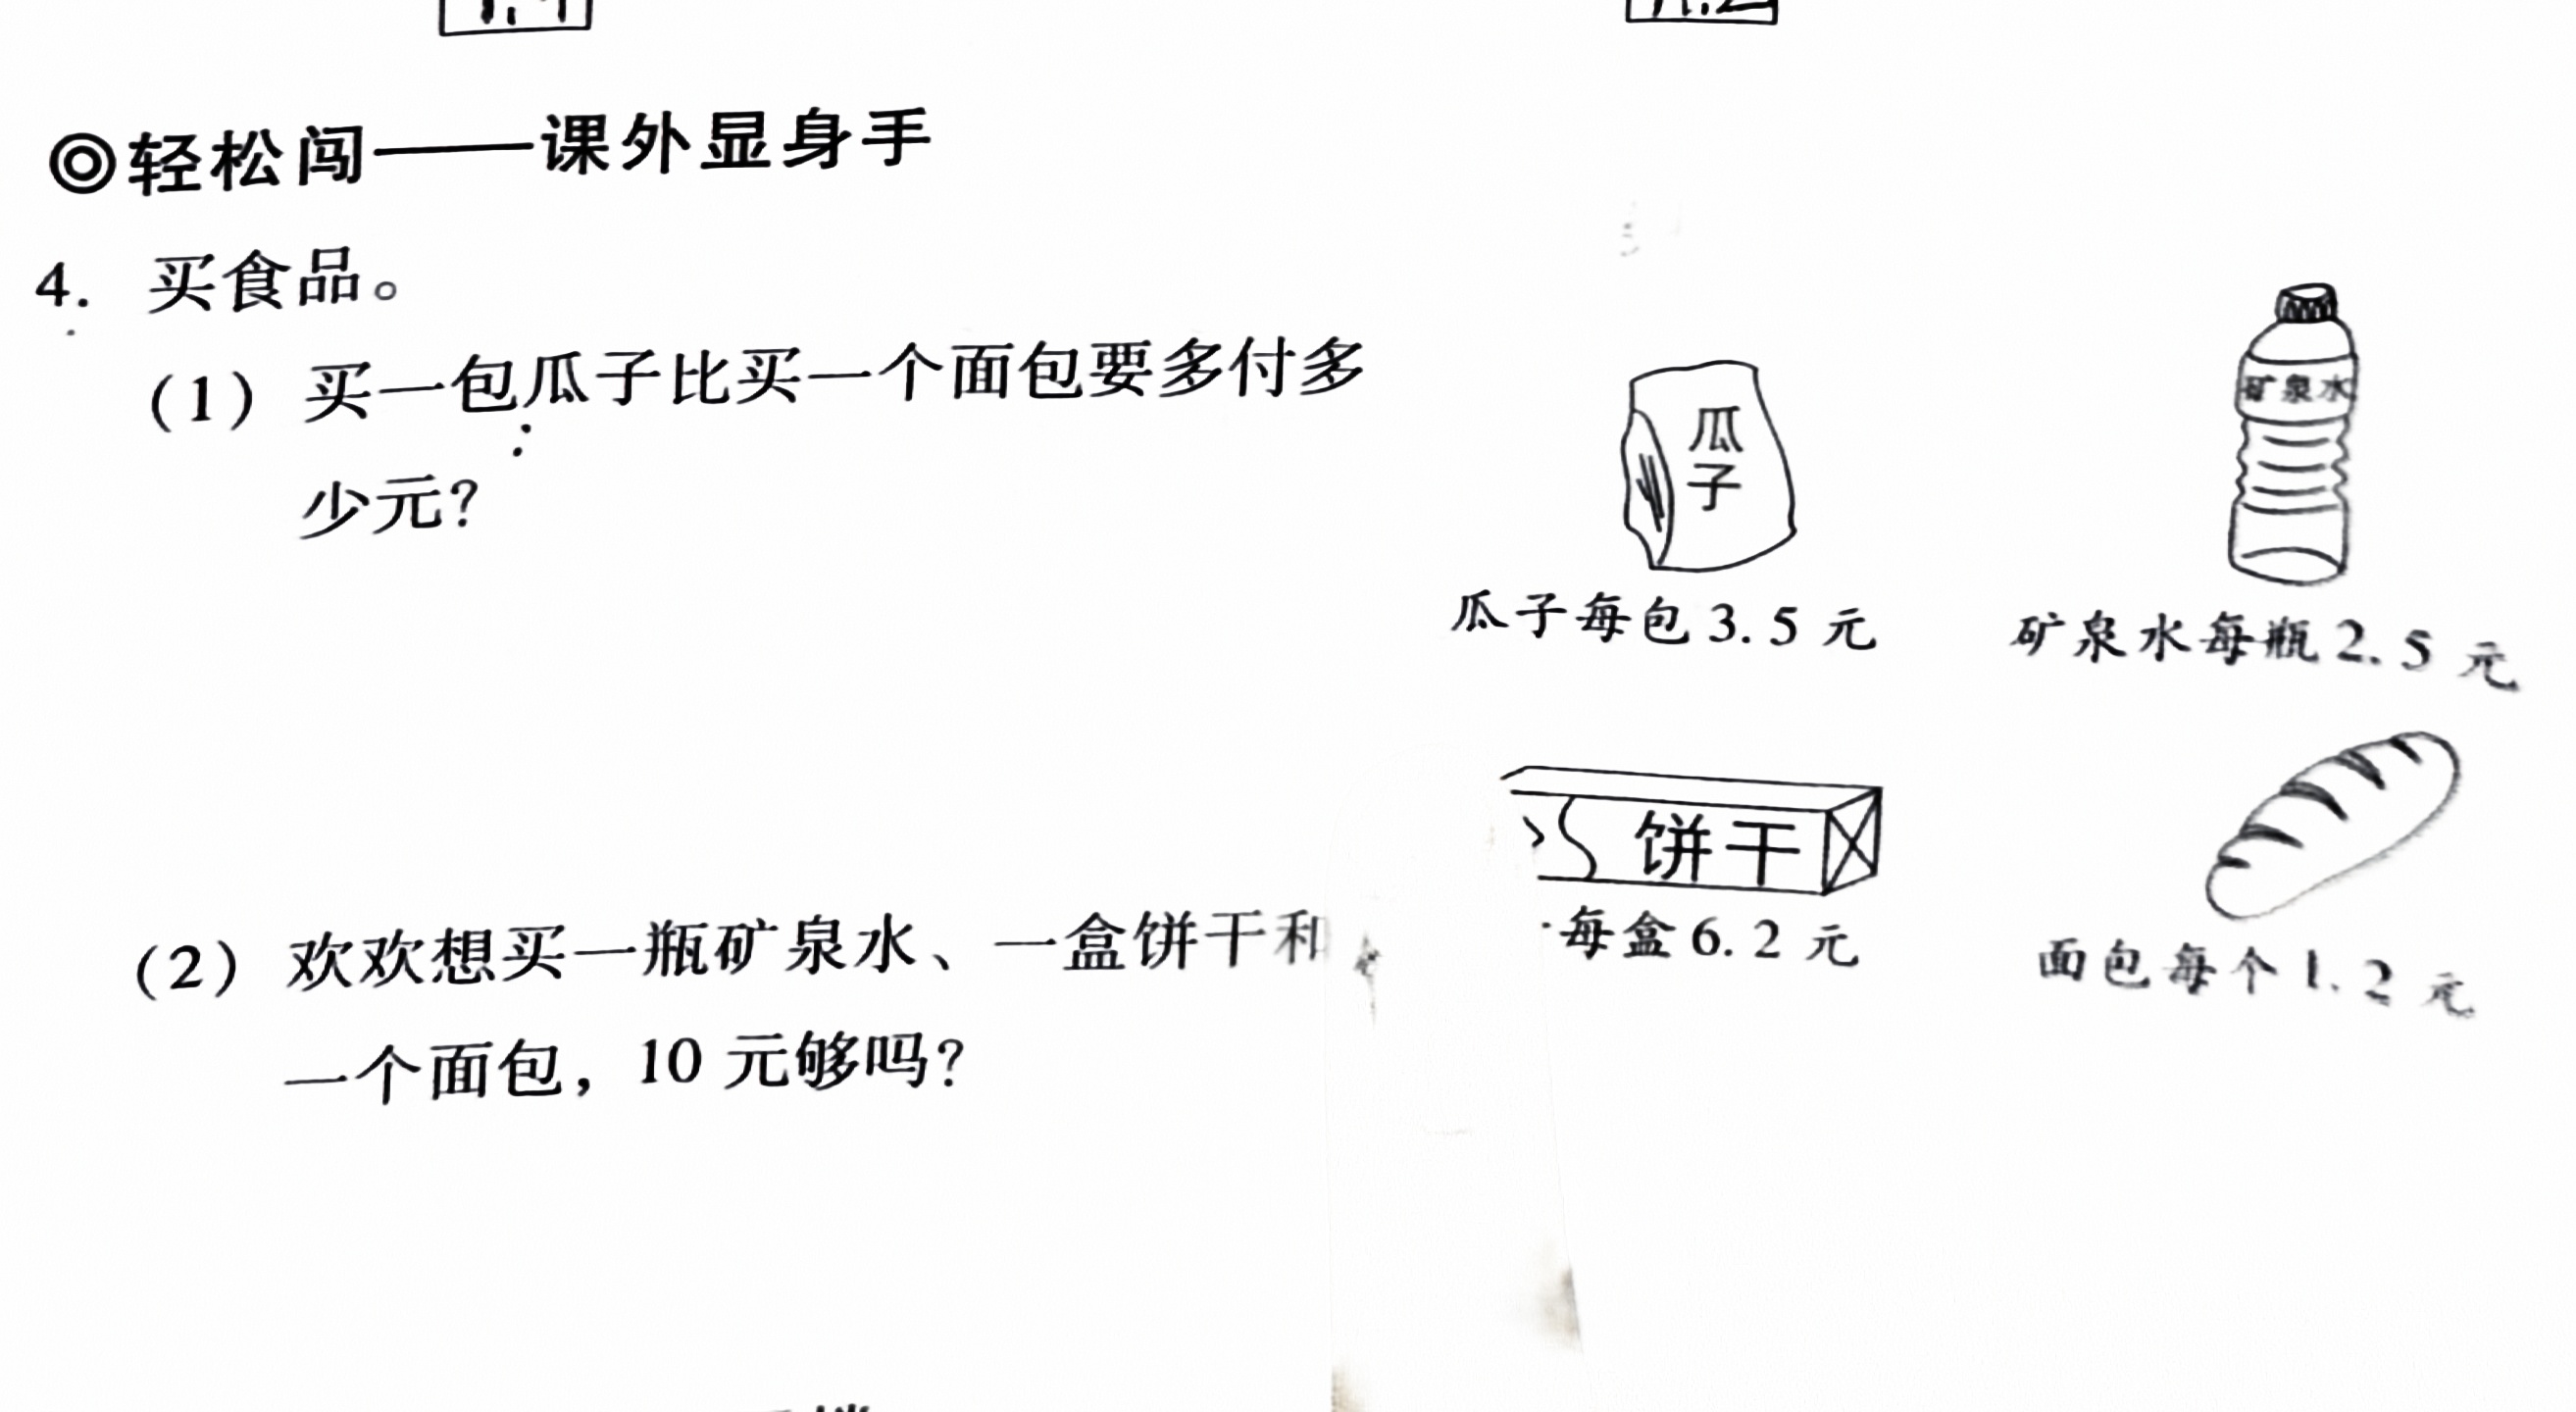 ◎轻松闯——课外显身手
4. 买食品。
(1) 买一包瓜子比买一个面包要多付多
少元?
瓜子
矿泉水
瓜子每包3.5元
矿泉水每瓶2.5元
饼干
每盒6.2元
面包每个1.2元
(2) 欢欢想买一瓶矿泉水、一盒饼干和
一个面包，10元够吗?